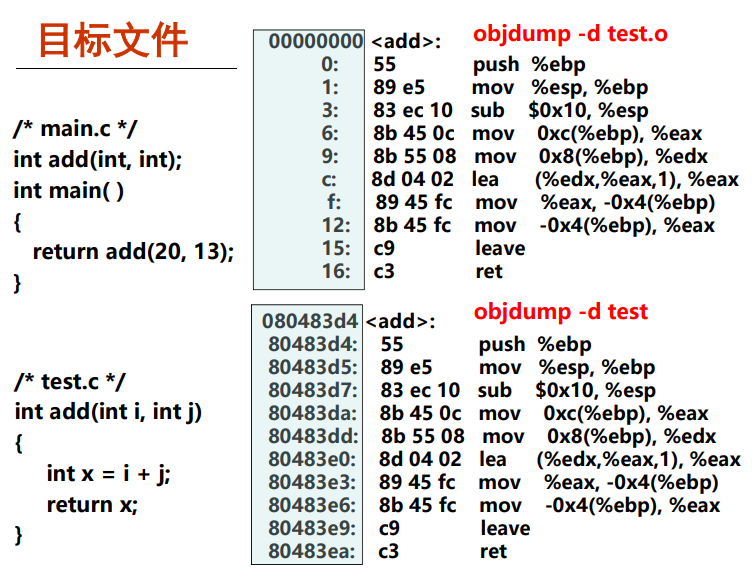 目标文件
/* main.c */
int add(int, int);
int main( )
{
return add(20, 13);
}
/* test.c */
int add(int i, int j)
{
int x = i + j;
return x;
}
objdump -d test.o
00000000 <add>:
0: 55 push %ebp
1: 89 e5 mov %esp, %ebp
3: 83 ec 10 sub $0x10, %esp
6: 8b 45 0c mov 0xc(%ebp), %eax
9: 8b 55 08 mov 0x8(%ebp), %edx
c: 8d 04 02 lea (%edx,%eax,1), %eax
f: 89 45 fc mov %eax, -0x4(%ebp)
12: 8b 45 fc mov -0x4(%ebp), %eax
15: c9 leave
16: c3 ret
objdump -d test
080483d4 <add>:
80483d4: 55 push %ebp
80483d5: 89 e5 mov %esp, %ebp
80483d7: 83 ec 10 sub $0x10, %esp
80483da: 8b 45 0c mov 0xc(%ebp), %eax
80483dd: 8b 55 08 mov 0x8(%ebp), %edx
80483e0: 8d 04 02 lea (%edx,%eax,1), %eax
80483e3: 89 45 fc mov %eax, -0x4(%ebp)
80483e6: 8b 45 fc mov -0x4(%ebp), %eax
80483e9: c9 leave
80483ea: c3 ret